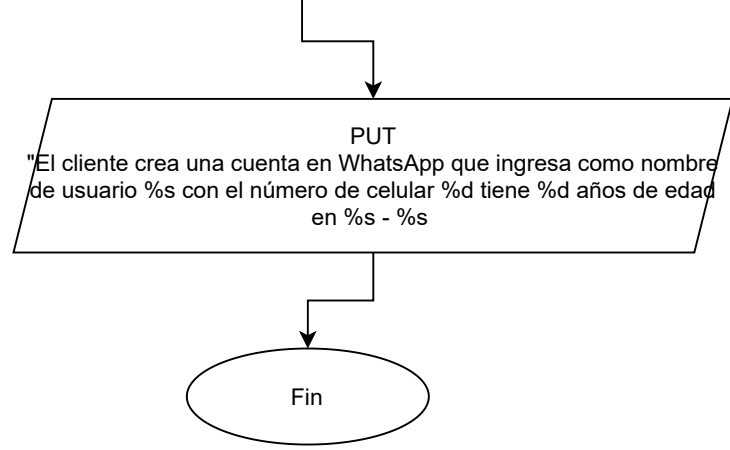 PUT
"El cliente crea una cuenta en WhatsApp que ingresa como nombre
de usuario %s con el número de celular %d tiene %d años de edad
en %s - %s
Fin